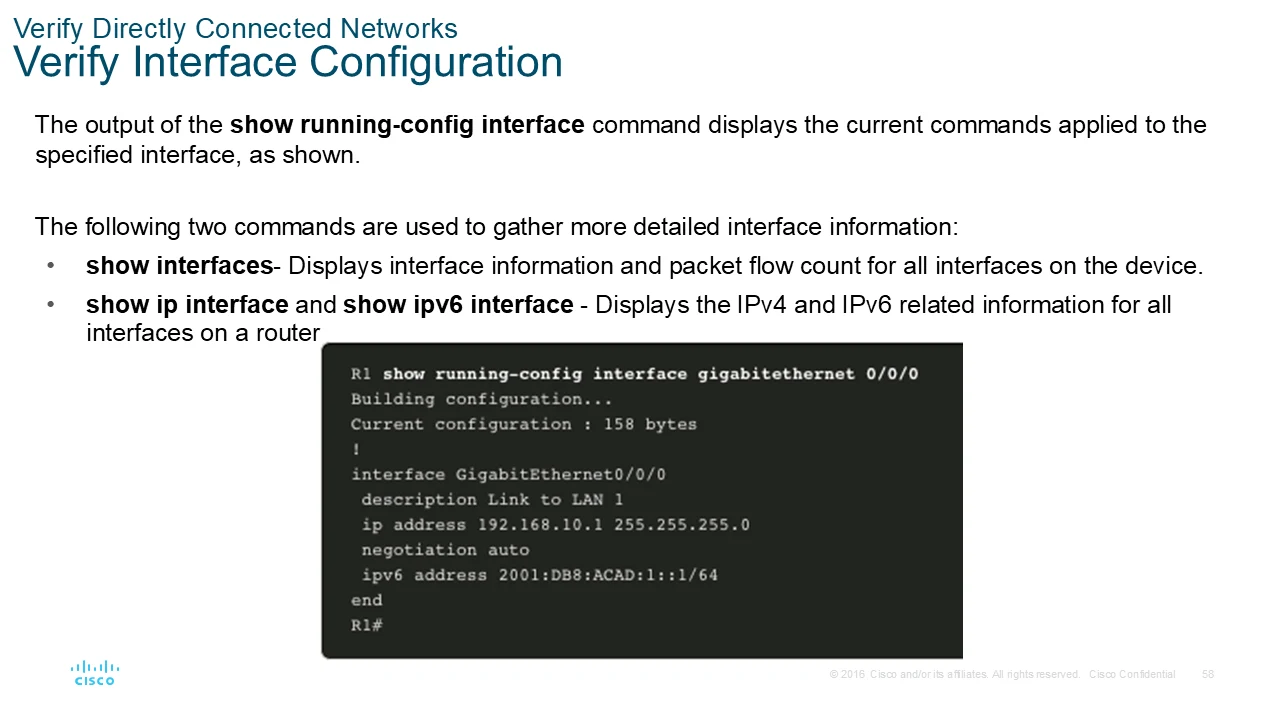 Verify Directly Connected Networks
Verify Interface Configuration
The output of the show running-config interface command displays the current commands applied to the
specified interface, as shown.
The following two commands are used to gather more detailed interface information:
• show interfaces- Displays interface information and packet flow count for all interfaces on the device.
• show ip interface and show ipv6 interface - Displays the IPv4 and IPv6 related information for all
interfaces on a router
R1 show running-config interface gigabitethernet 0/0/0
Building configuration...
Current configuration : 158 bytes
!
interface GigabitEthernet0/0/0
description Link to LAN 1
ip address 192.168.10.1 255.255.255.0
negotiation auto
ipv6 address 2001:DB8:ACAD:1::1/64
end
R1#
CISCO
© 2016 Cisco and/or its affiliates. All rights reserved. Cisco Confidential 58